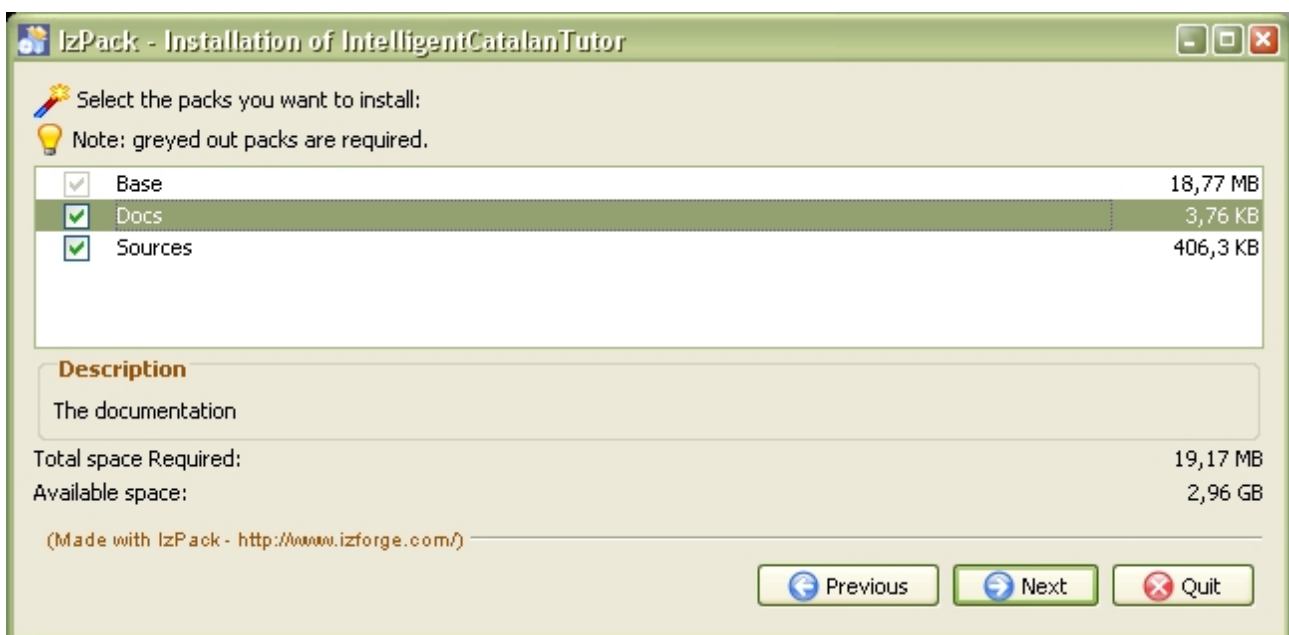 IzPack - Installation of IntelligentCatalanTutor
Select the packs you want to install:
Note: greyed out packs are required.
Base 18,77 MB
Docs 3,76 KB
Sources 406,3 KB
Description
The documentation
Total space Required: 19,17 MB
Available space: 2,96 GB
(Made with IzPack - http://www.izforge.com/)
Previous Next Quit